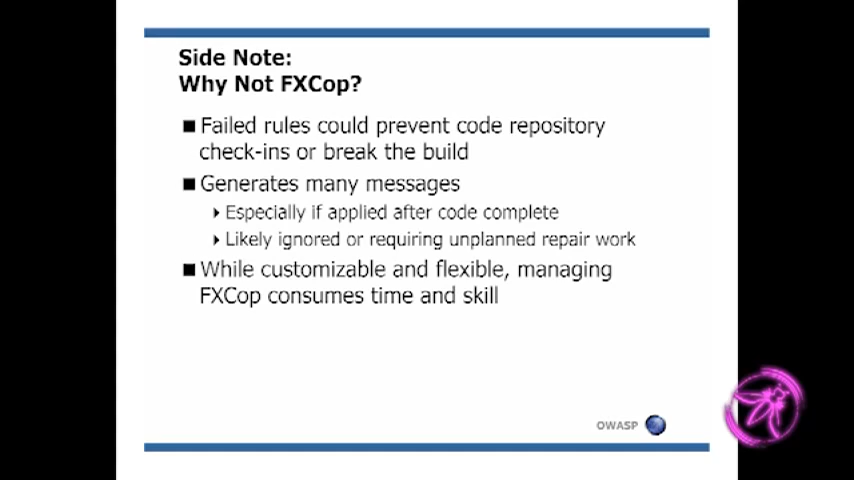 Side Note:
Why Not FXCop?
■ Failed rules could prevent code repository
check-ins or break the build
■ Generates many messages
Especially if applied after code complete
Likely ignored or requiring unplanned repair work
■ While customizable and flexible, managing
FXCop consumes time and skill
OWASP